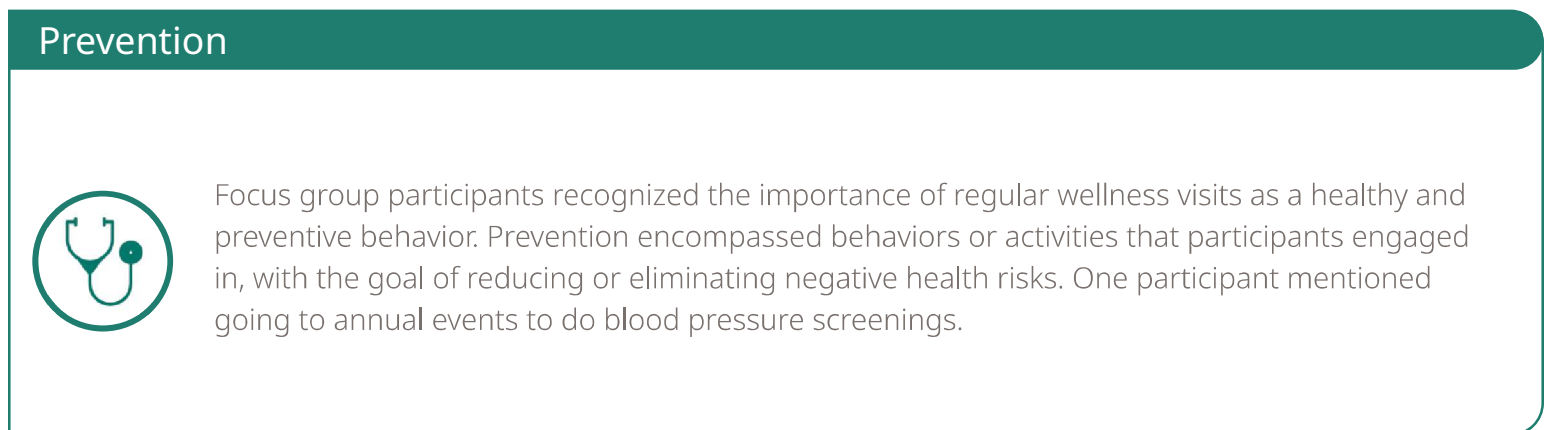 Prevention
Focus group participants recognized the importance of regular wellness visits as a healthy and
preventive behavior. Prevention encompassed behaviors or activities that participants engaged
in, with the goal of reducing or eliminating negative health risks. One participant mentioned
going to annual events to do blood pressure screenings.